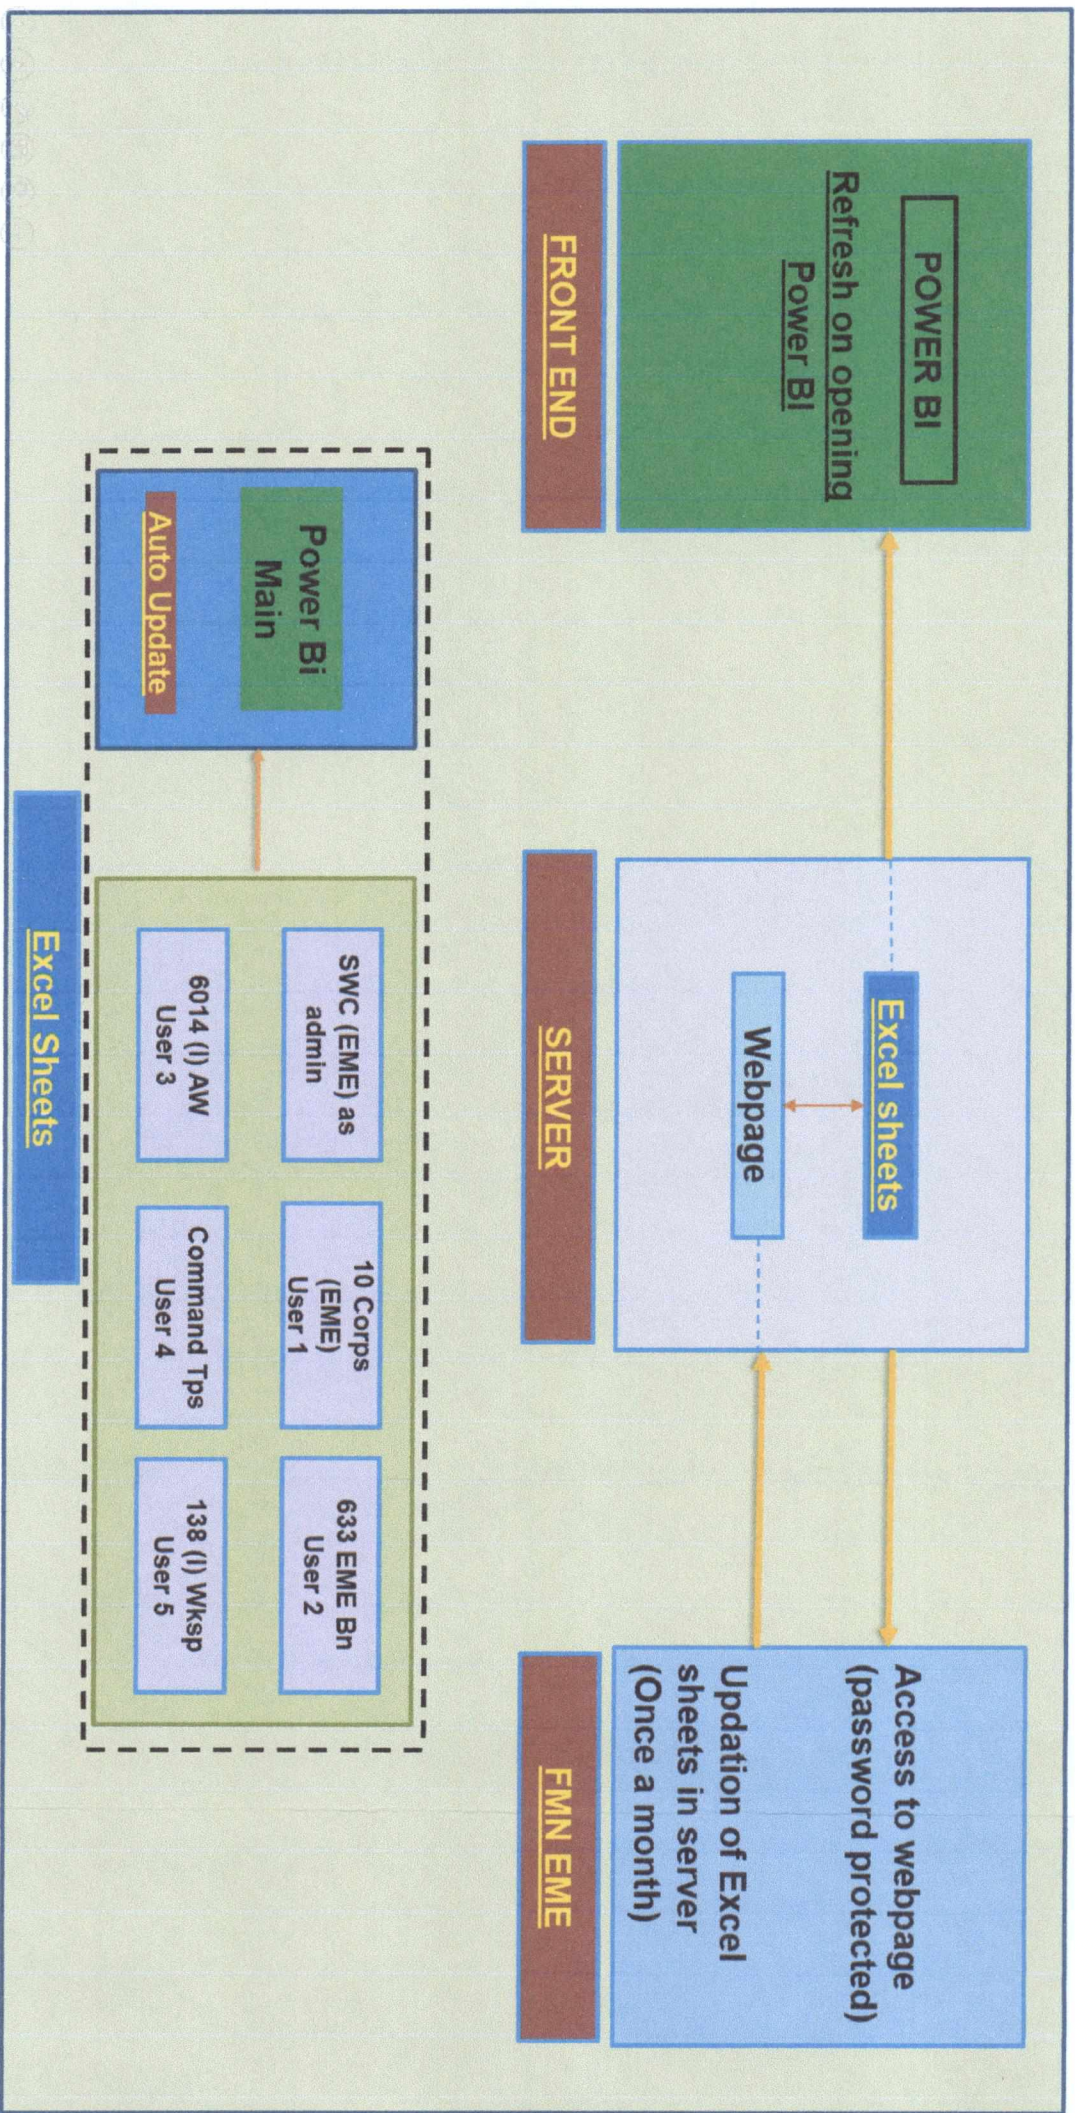 POWER BI
Refresh on opening
Power BI
FRONT END
Excel sheets
Webpage
SERVER
Access to webpage
(password protected)
Updation of Excel
sheets in server
(Once a month)
FMN EME
Power Bi
Main
Auto Update
SWC (EME) as
admin
10 Corps
(EME)
User 1
633 EME Bn
User 2
6014 (I) AW
User 3
Command Tps
User 4
138 (I) Wksp
User 5
Excel Sheets